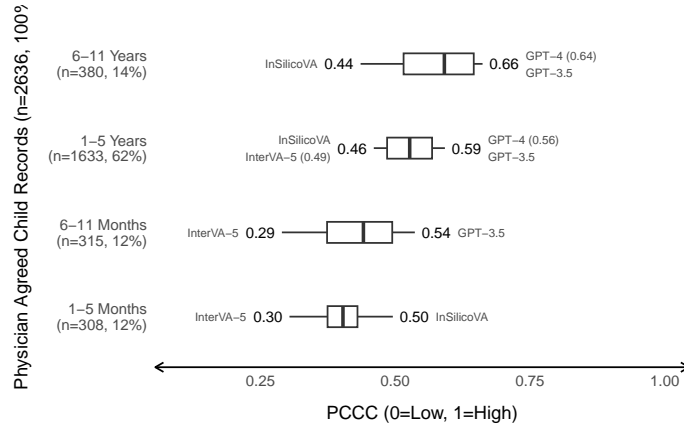 Physician Agreed Child Records (n=2636, 100%
6−11 Years
(n=380, 14%)
InSilicoVA 0.44
0.66 GPT−4 (0.64)
GPT−3.5
1−5 Years
(n=1633, 62%)
InSilicoVA
InterVA−5 (0.49) 0.46
0.59 GPT−4 (0.56)
GPT−3.5
6−11 Months
(n=315, 12%)
InterVA−5 0.29
0.54 GPT−3.5
1−5 Months
(n=308, 12%)
InterVA−5 0.30
0.50 InSilicoVA
0.25 0.50 0.75 1.00
PCCC (0=Low, 1=High)